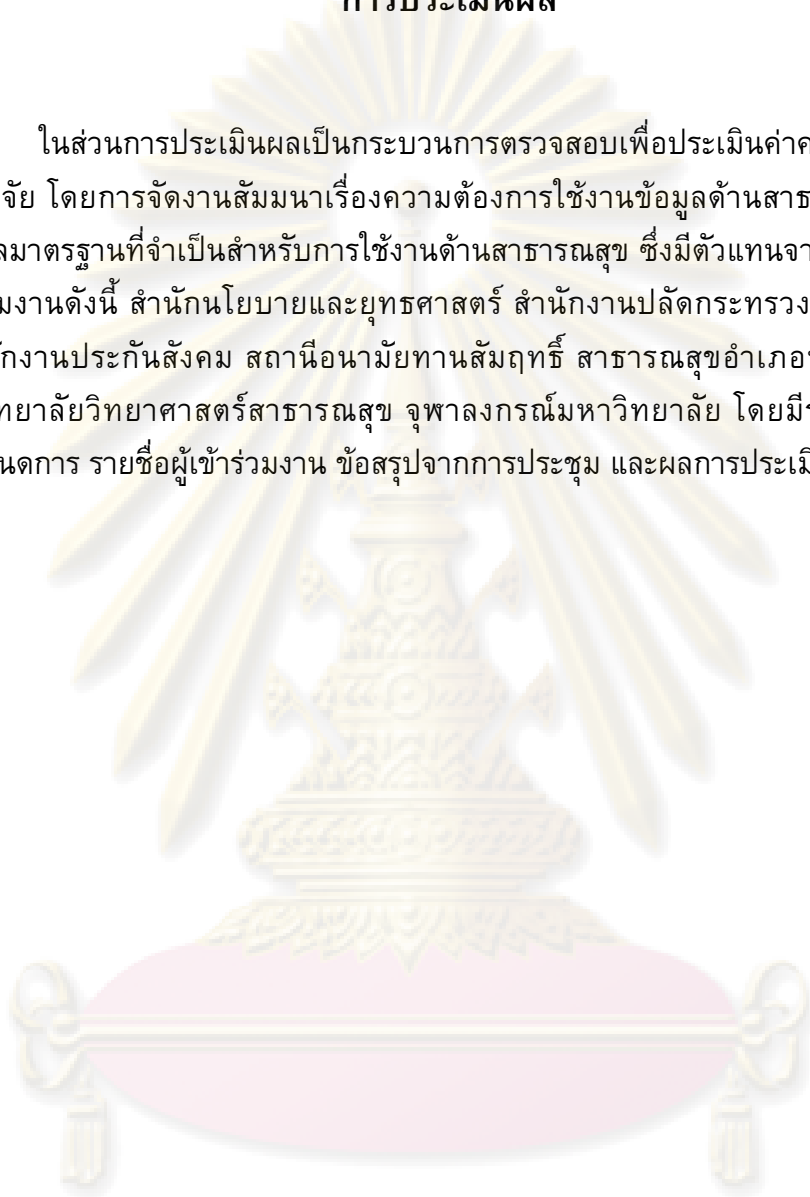 การประเมินผล
ในส่วนการประเมินผลเป็นกระบวนการตรวจสอบเพื่อประเมินค่าค
จัย โดยการจัดงานสัมมนาเรื่องความต้องการใช้งานข้อมูลด้านสาธ
ลมาตรฐานที่จำเป็นสำหรับการใช้งานด้านสาธารณสุข ซึ่งมีตัวแทนจา
มงานดังนี้ สำนักนโยบายและยุทธศาสตร์ สำนักงานปลัดกระทรวง
ักงานประกันสังคม สถานีอนามัยทานสัมฤทธิ์ สาธารณสุขอำเภอ
ทยาลัยวิทยาศาสตร์สาธารณสุข จุฬาลงกรณ์มหาวิทยาลัย โดยมี
นดการ รายชื่อผู้เข้าร่วมงาน ข้อสรุปจากการประชุม และผลการประเมิ